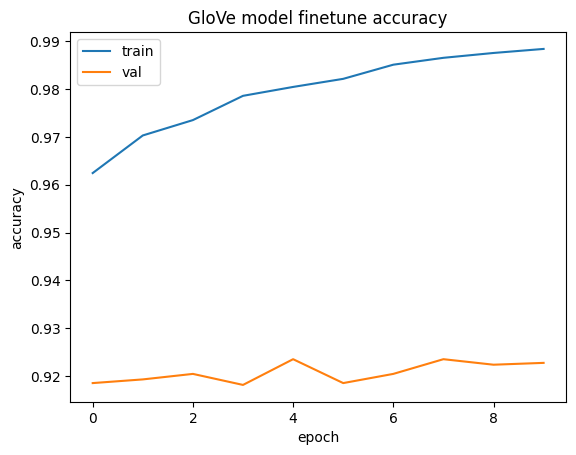 GloVe model finetune accuracy
train
val
0.99
0.98
0.97
0.96
0.95
0.94
0.93
0.92
accuracy
0 2 4 6 8
epoch